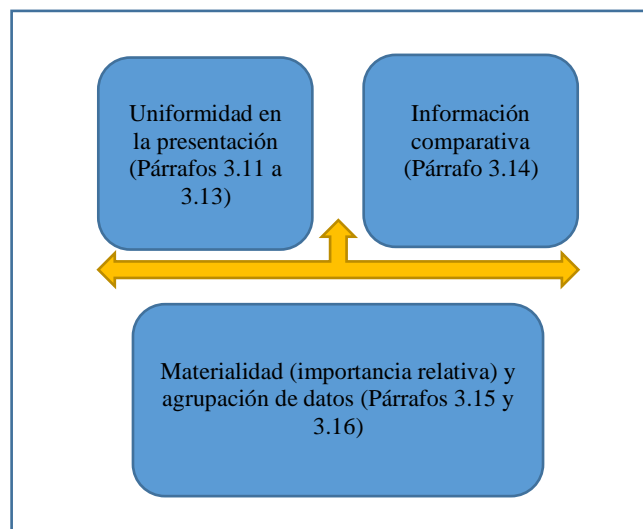 Uniformidad en
la presentación
(Párrafos 3.11 a
3.13)
Información
comparativa
(Párrafo 3.14)
Materialidad (importancia relativa) y
agrupación de datos (Párrafos 3.15 y
3.16)